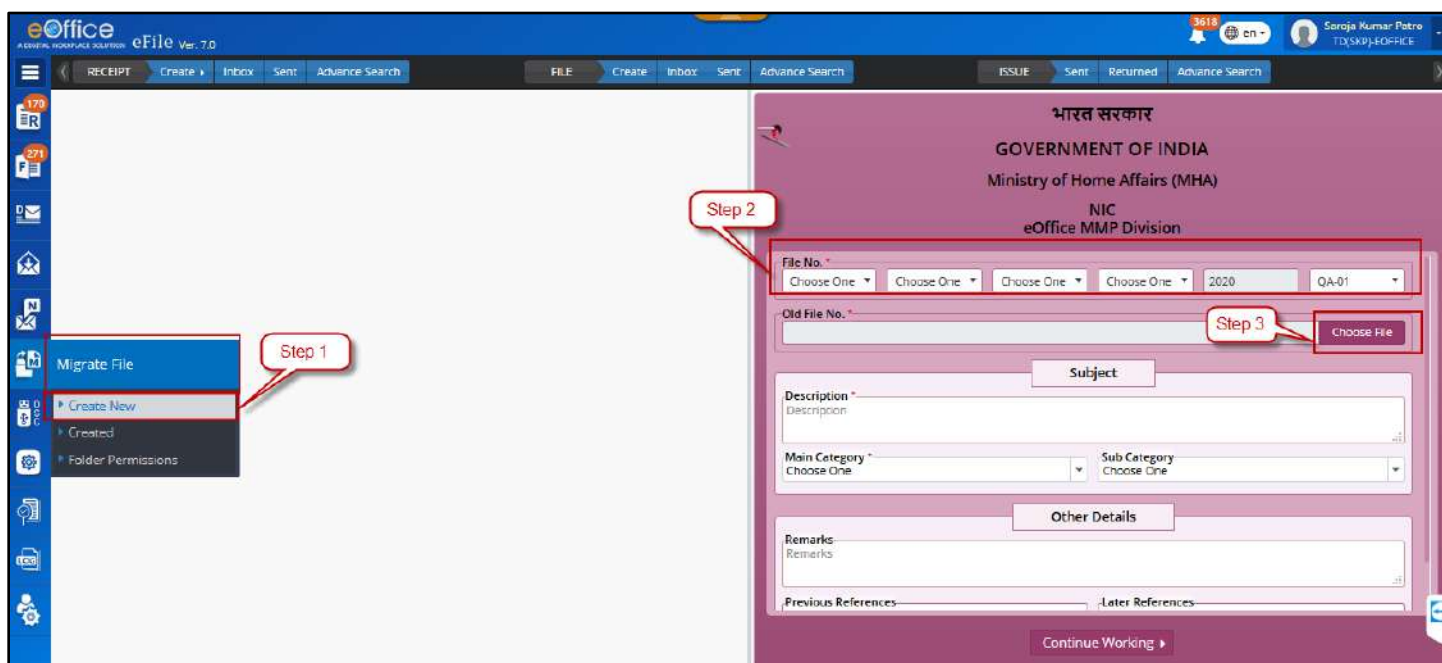 eOffice
A DIGITAL WORKPLACE SOLUTION eFile Ver. 7.0
3618 en Saroja Kumar Patro
TD(SKP)-EOFFICE
RECEIPT Create Inbox Sent Advance Search FILE Create Inbox Sent Advance Search ISSUE Sent Returned Advance Search
170
R
271
F
D
N
M
Migrate File
Create New
Created
Folder Permissions
DSC
LOG
Step 1
भारत सरकार
GOVERNMENT OF INDIA
Ministry of Home Affairs (MHA)
NIC
eOffice MMP Division
Step 2
File No. *
Choose One Choose One Choose One Choose One 2020 QA-01
Old File No. *
Step 3
Choose File
Subject
Description *
Description
Main Category * Sub Category
Choose One Choose One
Other Details
Remarks
Remarks
Previous References Later References
Continue Working